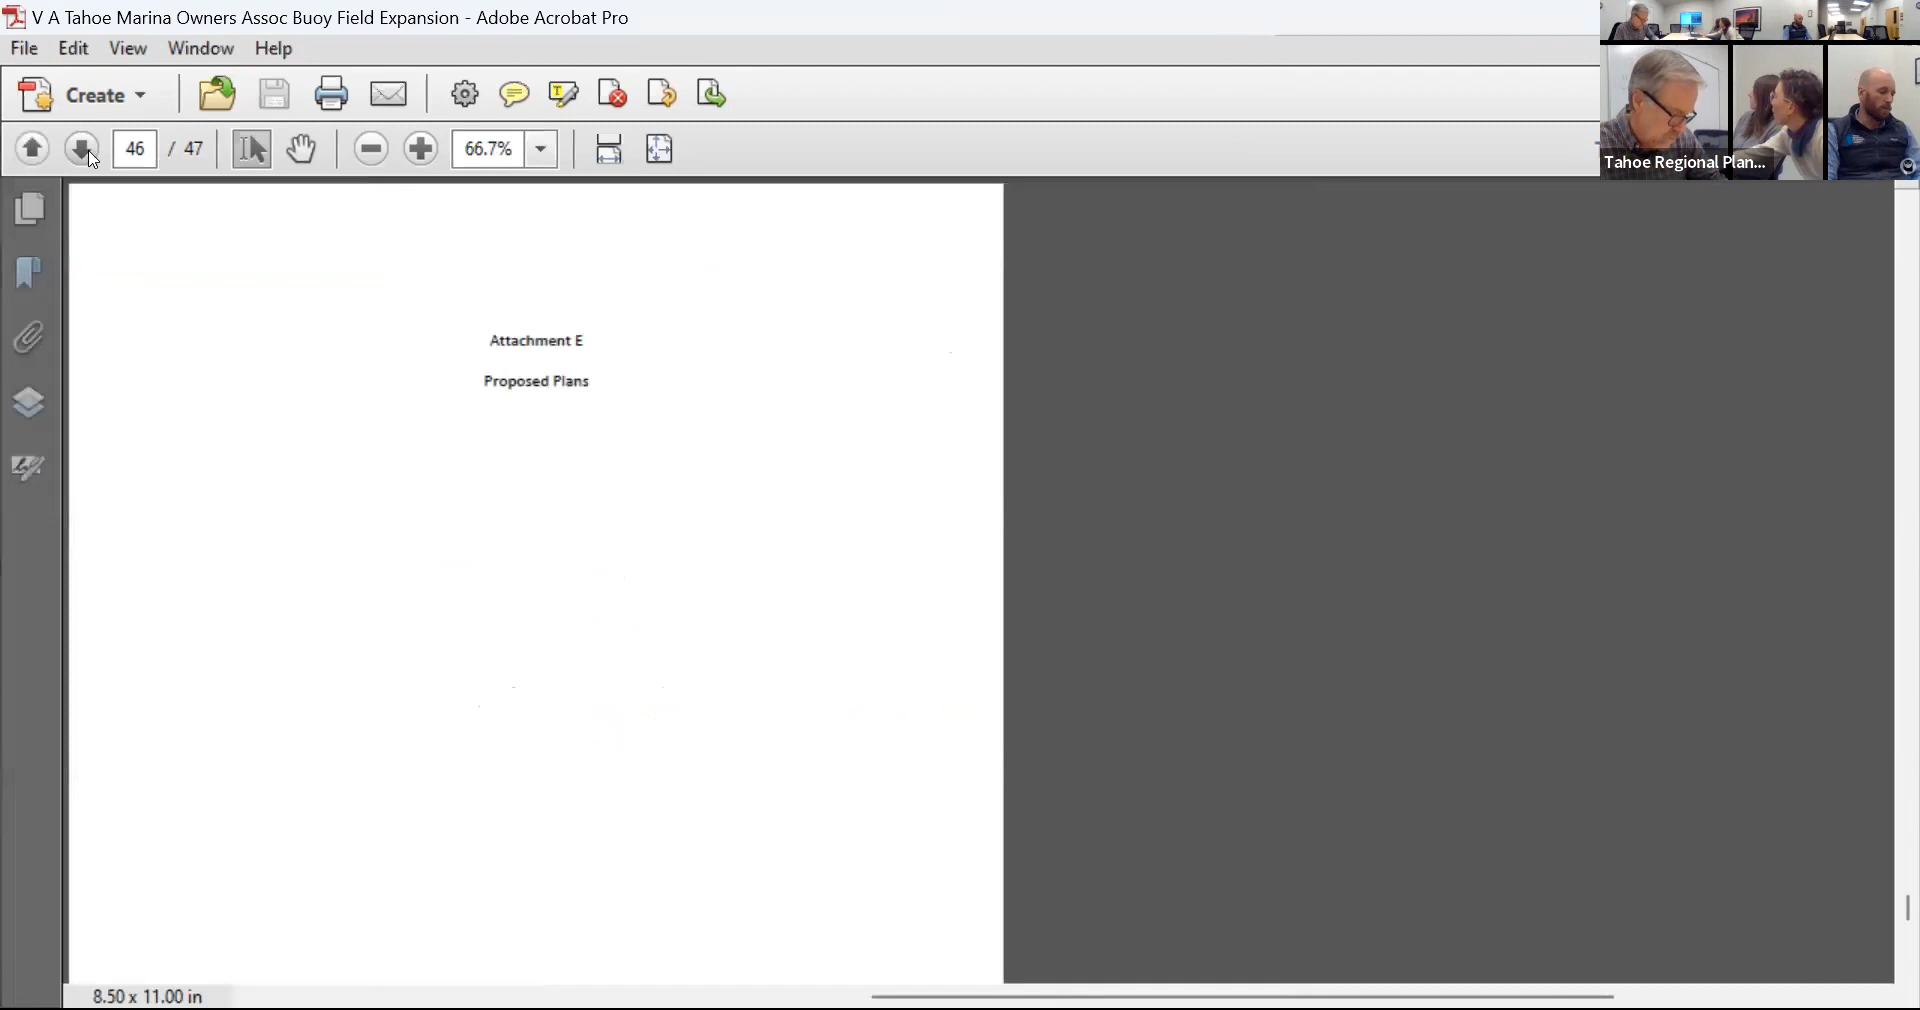 V A Tahoe Marina Owners Assoc Buoy Field Expansion - Adobe Acrobat Pro
File Edit View Window Help
Create
46 / 47 66.7%
Tahoe Regional Plan...
Attachment E
Proposed Plans
8.50 x 11.00 in